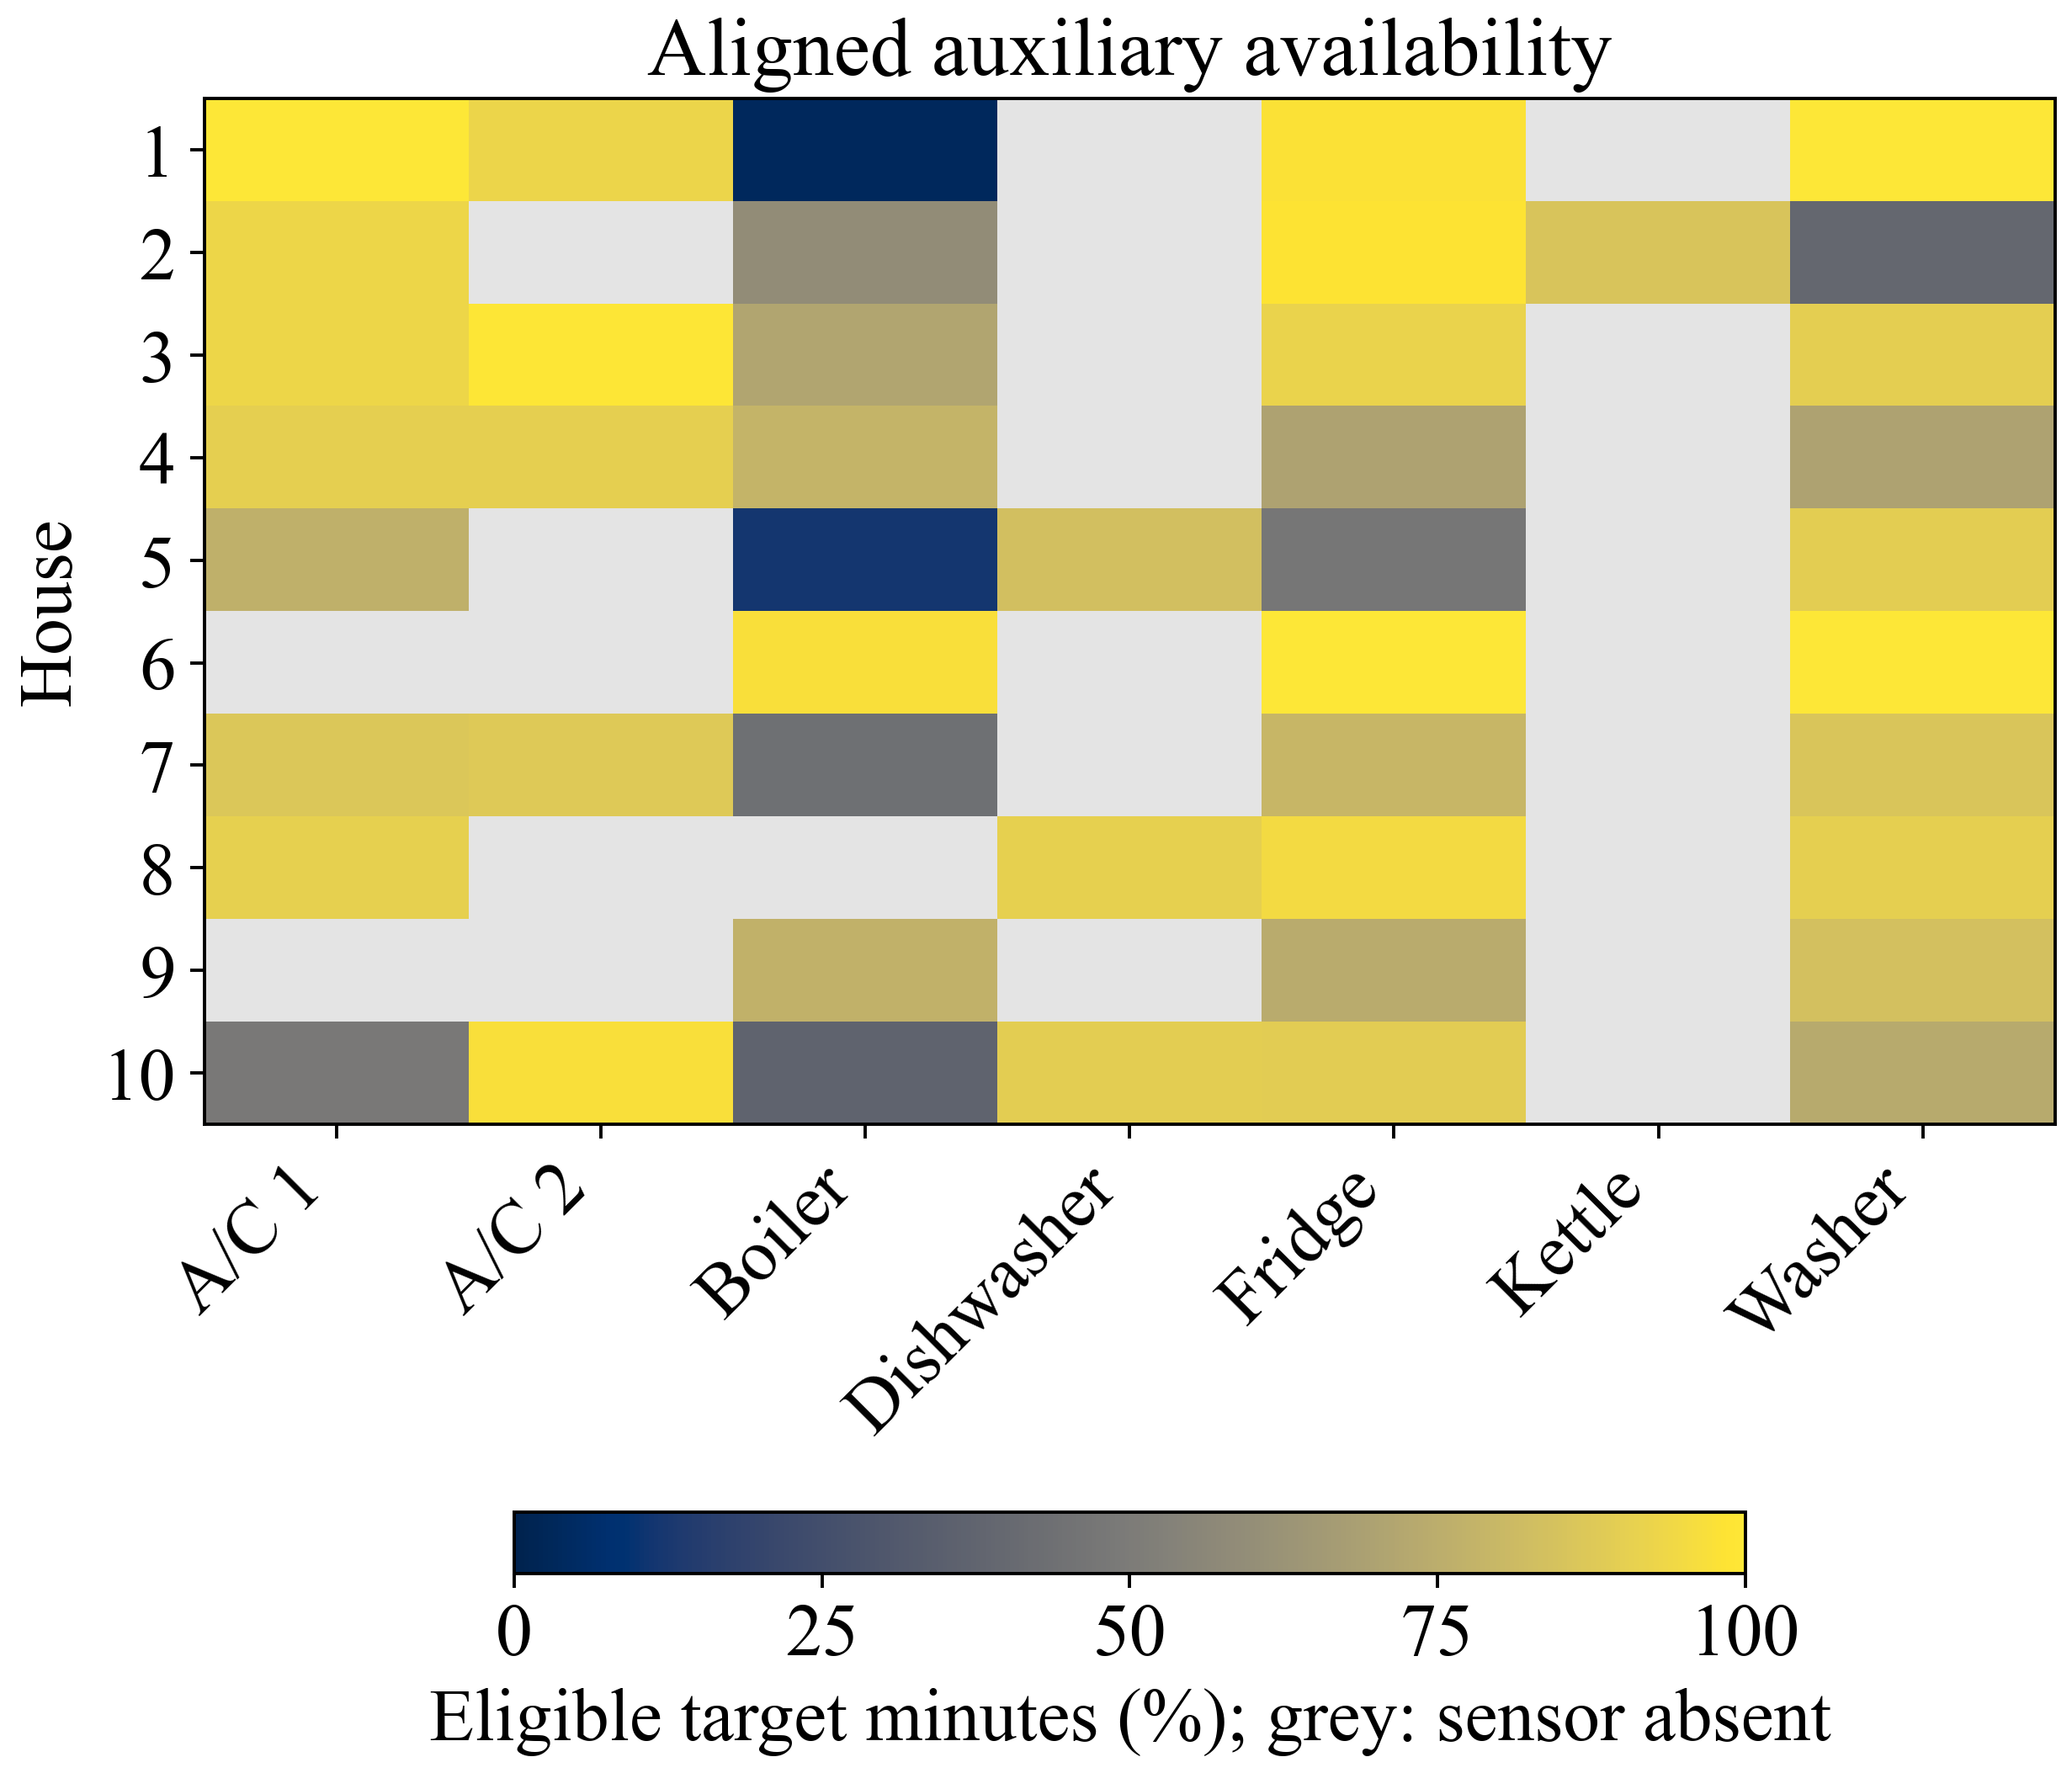 Aligned auxiliary availability
House
1
2
3
4
5
6
7
8
9
10
A/C 1
A/C 2
Boiler
Dishwasher
Fridge
Kettle
Washer
0 25 50 75 100
Eligible target minutes (%); grey: sensor absent